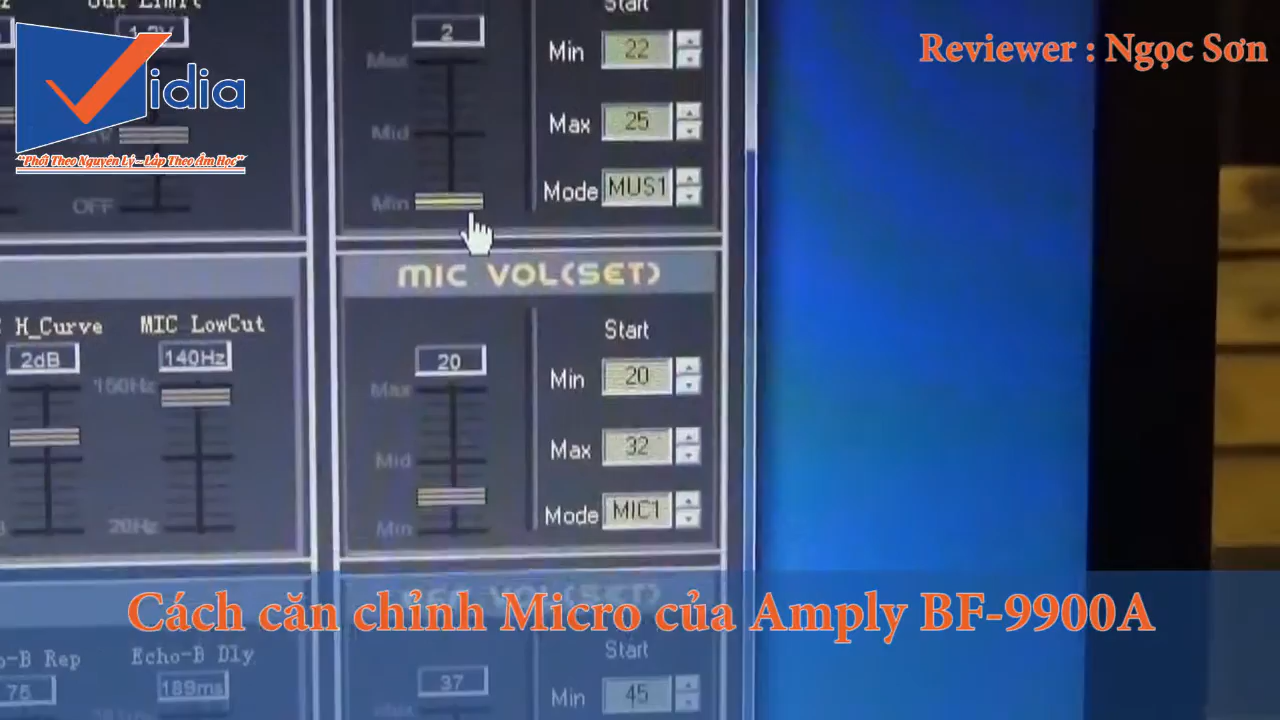 Out Limit
Start
2
Min 22
Reviewer : Ngọc Sơn
idia
Max
Mid
Max 25
"Phối Theo Nguyên Lý - Lắp Theo Âm Học"
OFF
Min
Mode MUS1
MIC VOL(SET)
H_Curve
MIC LowCut
Start
2dB
140Hz
20
Min 20
150Hz
Max
Max 32
Mid
Mode MIC1
20Hz
Min
Cách căn chỉnh Micro của Amply BF-9900A
Rep
Echo-B Dly
Start
75
189ms
37
Min 45